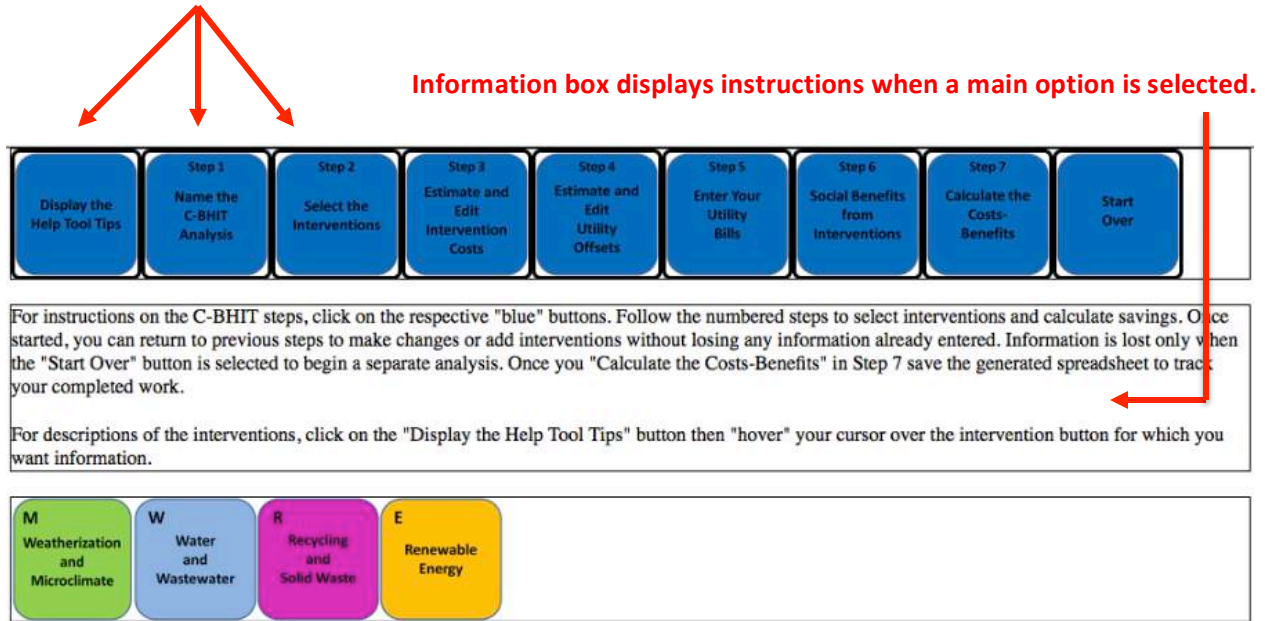 Information box displays instructions when a main option is selected.
Display the
Help Tool Tips
Step 1
Name the
C-BHIT
Analysis
Step 2
Select the
Interventions
Step 3
Estimate and
Edit
Intervention
Costs
Step 4
Estimate and
Edit
Utility
Offsets
Step 5
Enter Your
Utility
Bills
Step 6
Social Benefits
from
Interventions
Step 7
Calculate the
Costs-
Benefits
Start
Over
For instructions on the C-BHIT steps, click on the respective "blue" buttons. Follow the numbered steps to select interventions and calculate savings. Once
started, you can return to previous steps to make changes or add interventions without losing any information already entered. Information is lost only when
the "Start Over" button is selected to begin a separate analysis. Once you "Calculate the Costs-Benefits" in Step 7 save the generated spreadsheet to track
your completed work.
For descriptions of the interventions, click on the "Display the Help Tool Tips" button then "hover" your cursor over the intervention button for which you
want information.
M
Weatherization
and
Microclimate
W
Water
and
Wastewater
R
Recycling
and
Solid Waste
E
Renewable
Energy